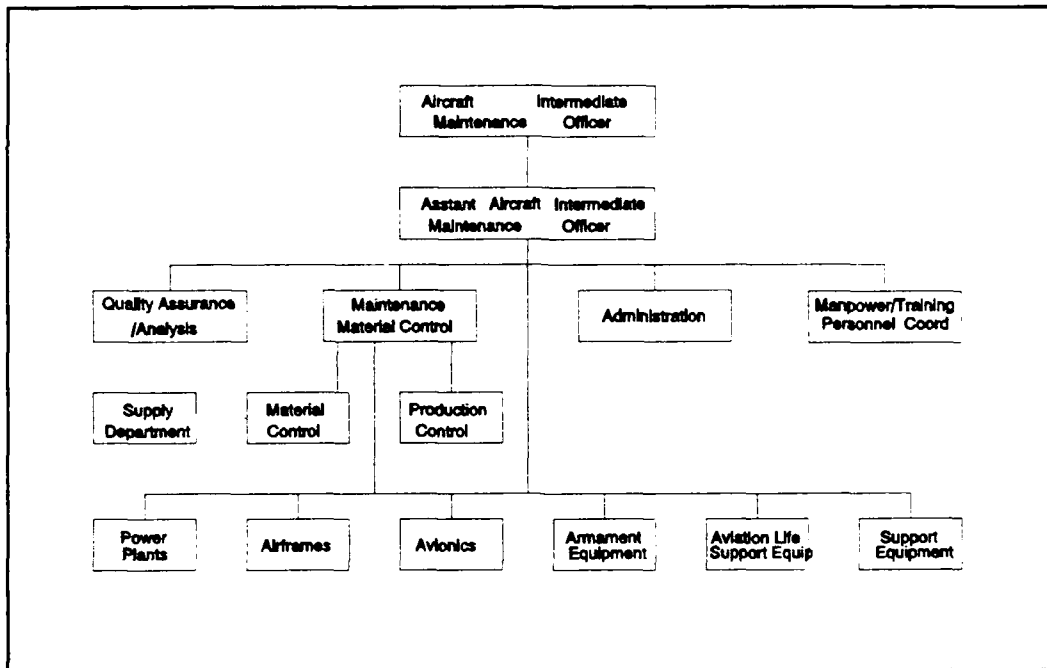 Aircraft Intermediate
Maintenance Officer
Asstant Aircraft Intermediate
Maintenance Officer
Quality Assurance
/Analysis
Maintenance
Material Control
Administration
Manpower/Training
Personnel Coord
Supply
Department
Material
Control
Production
Control
Power
Plants
Airframes
Avionics
Armament
Equipment
Aviation Life
Support Equip
Support
Equipment